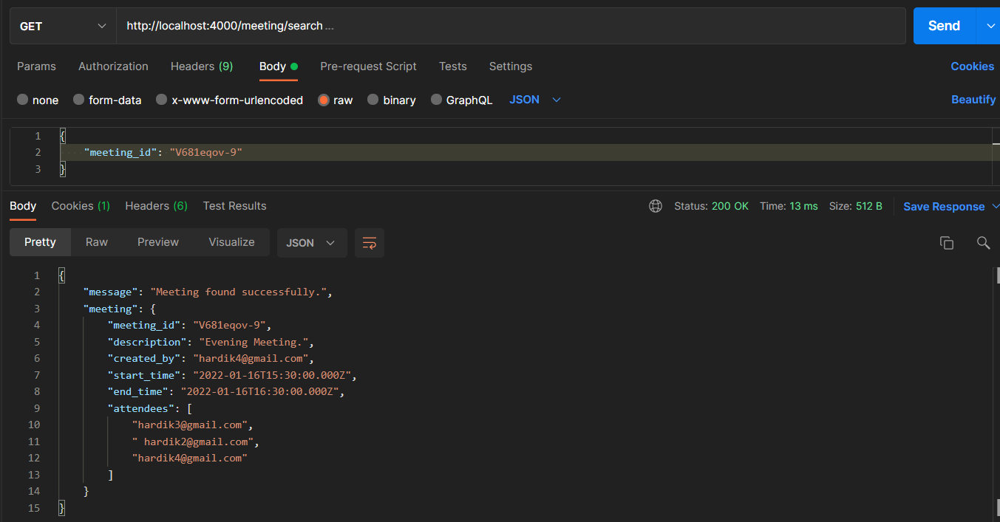 GET http://localhost:4000/meeting/search ... Send
Params Authorization Headers (9) Body Pre-request Script Tests Settings Cookies
none form-data x-www-form-urlencoded raw binary GraphQL JSON Beautify
1 {
2 ····"meeting_id": "V681eqov-9"
3 }
Body Cookies (1) Headers (6) Test Results Status: 200 OK Time: 13 ms Size: 512 B Save Response
Pretty Raw Preview Visualize JSON
1 {
2 "message": "Meeting found successfully.",
3 "meeting": {
4 "meeting_id": "V681eqov-9",
5 "description": "Evening Meeting.",
6 "created_by": "hardik4@gmail.com",
7 "start_time": "2022-01-16T15:30:00.000Z",
8 "end_time": "2022-01-16T16:30:00.000Z",
9 "attendees": [
10 "hardik3@gmail.com",
11 " hardik2@gmail.com",
12 "hardik4@gmail.com"
13 ]
14 }
15 }